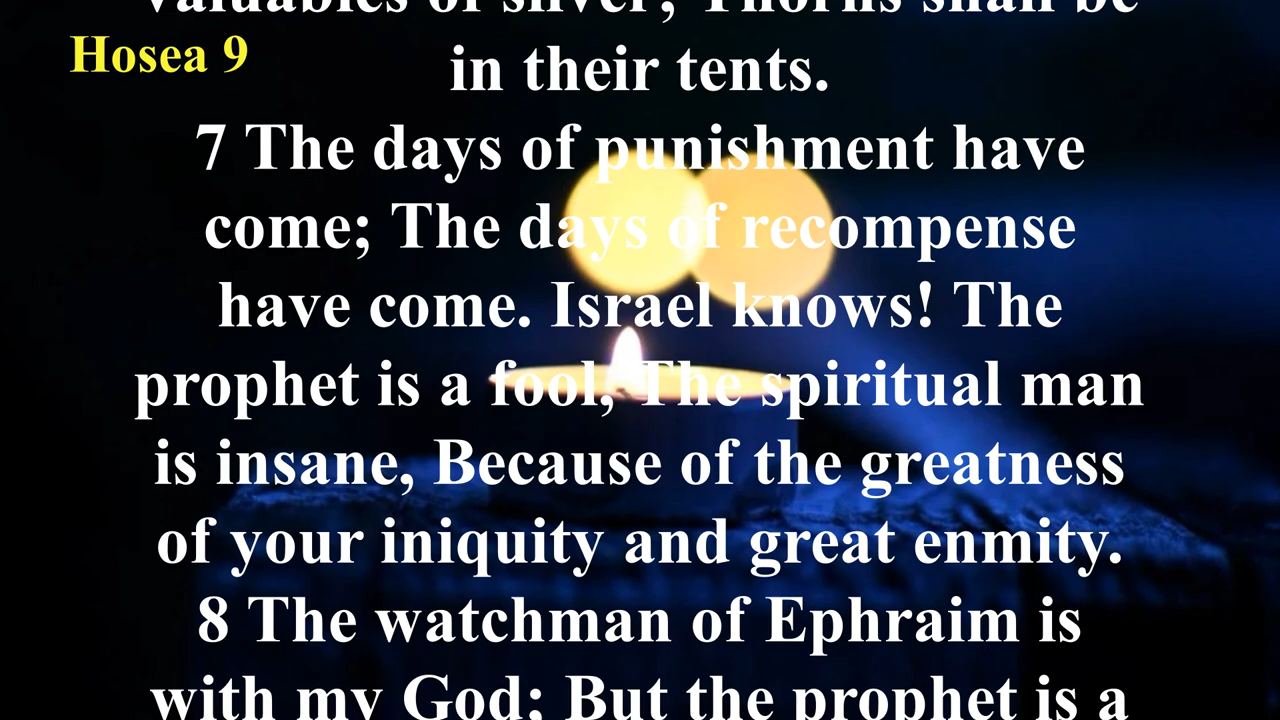 valuables of silver; Thorns shall be
Hosea 9
in their tents.
7 The days of punishment have
come; The days of recompense
have come. Israel knows! The
prophet is a fool, The spiritual man
is insane, Because of the greatness
of your iniquity and great enmity.
8 The watchman of Ephraim is
with my God; But the prophet is a